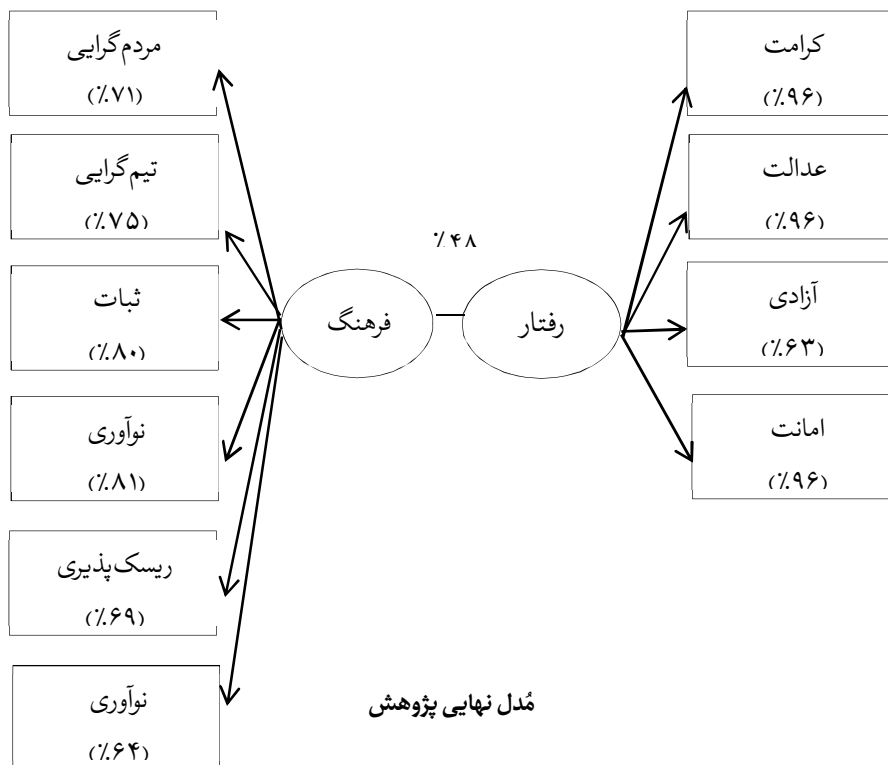 کرامت
(٪۹۶)
عدالت
(٪۹۶)
آزادی
(٪۶۳)
امانت
(٪۹۶)
رفتار
٪۴۸
فرهنگ
مردم‌گرایی
(٪۷۱)
تیم‌گرایی
(٪۷۵)
ثبات
(٪۸۰)
نوآوری
(٪۸۱)
ریسک‌پذیری
(٪۶۹)
نوآوری
(٪۶۴)
مُدل نهایی پژوهش